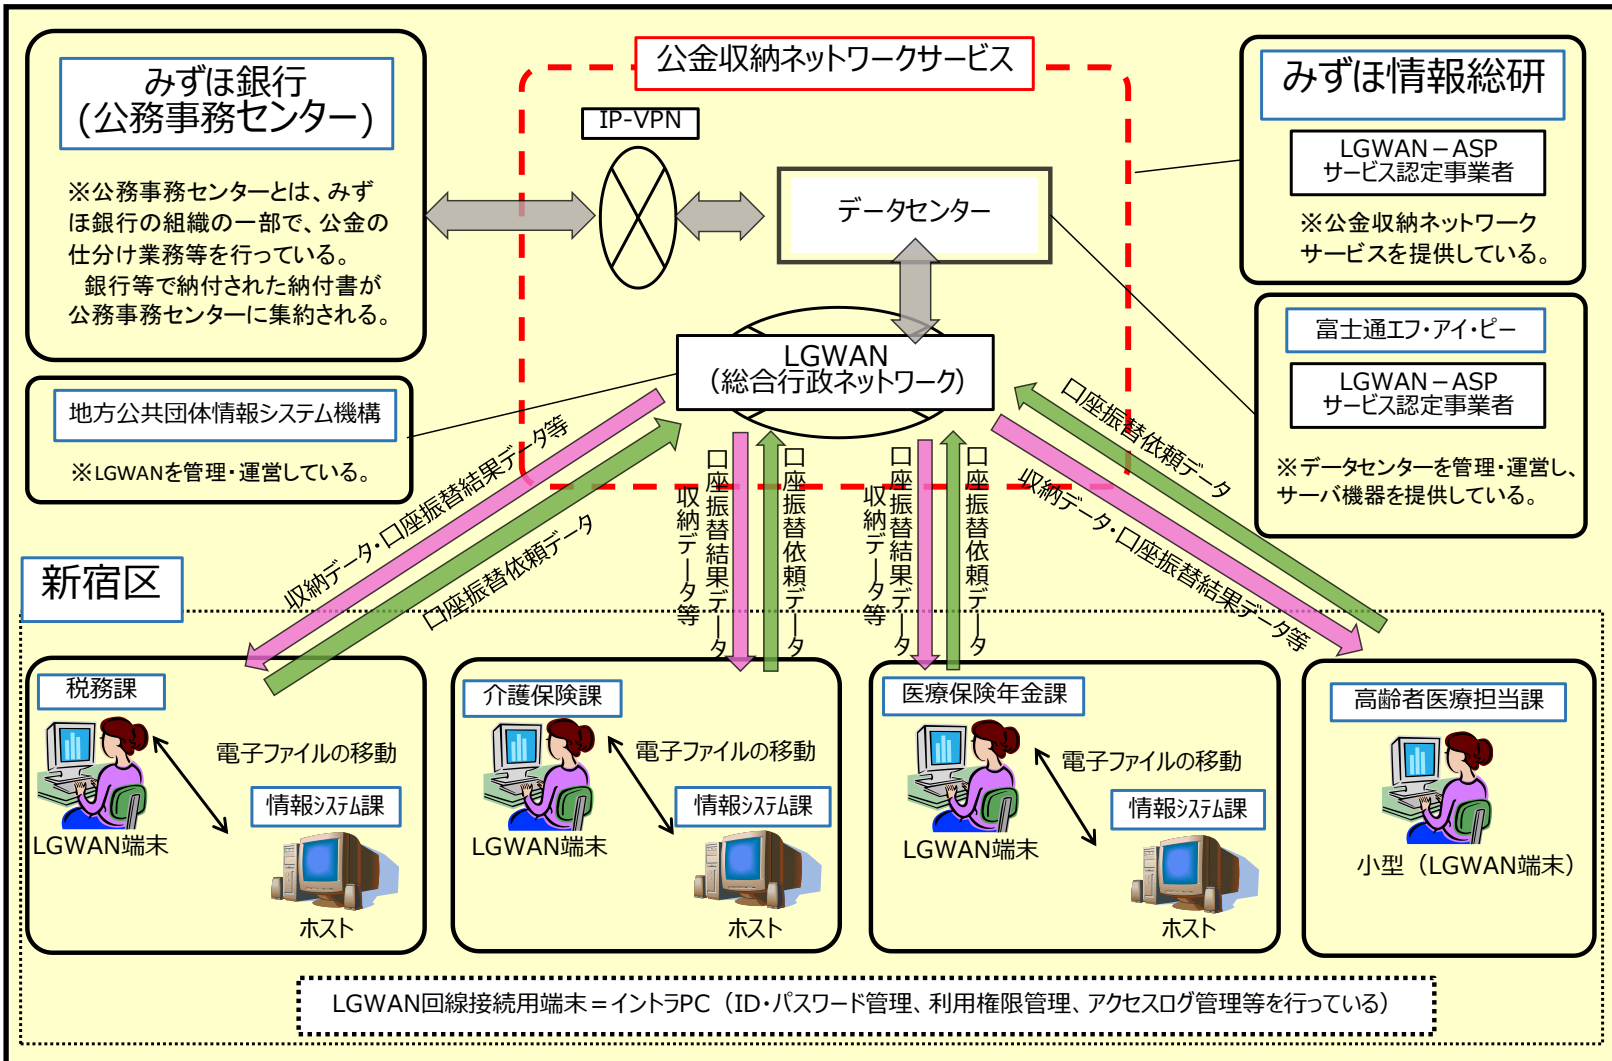 公金収納ネットワークサービス
みずほ銀行
(公務事務センター)
※公務事務センターとは、みず
ほ銀行の組織の一部で、公金の
仕分け業務等を行っている。
銀行等で納付された納付書が
公務事務センターに集約される。
IP-VPN
データセンター
みずほ情報総研
LGWAN－ASP
サービス認定事業者
※公金収納ネットワーク
サービスを提供している。
富士通エフ・アイ・ピー
LGWAN－ASP
サービス認定事業者
※データセンターを管理・運営し、
サーバ機器を提供している。
LGWAN
（総合行政ネットワーク）
地方公共団体情報システム機構
※LGWANを管理・運営している。
収納データ・口座振替結果データ等
口座振替依頼データ
口座振替結果データ
収納データ等
口座振替依頼データ
口座振替結果データ
収納データ等
口座振替依頼データ
口座振替依頼データ
収納データ・口座振替結果データ等
新宿区
税務課
電子ファイルの移動
情報システム課
LGWAN端末
ホスト
介護保険課
電子ファイルの移動
情報システム課
LGWAN端末
ホスト
医療保険年金課
電子ファイルの移動
情報システム課
LGWAN端末
ホスト
高齢者医療担当課
小型（LGWAN端末）
LGWAN回線接続用端末＝イントラPC（ID・パスワード管理、利用権限管理、アクセスログ管理等を行っている）